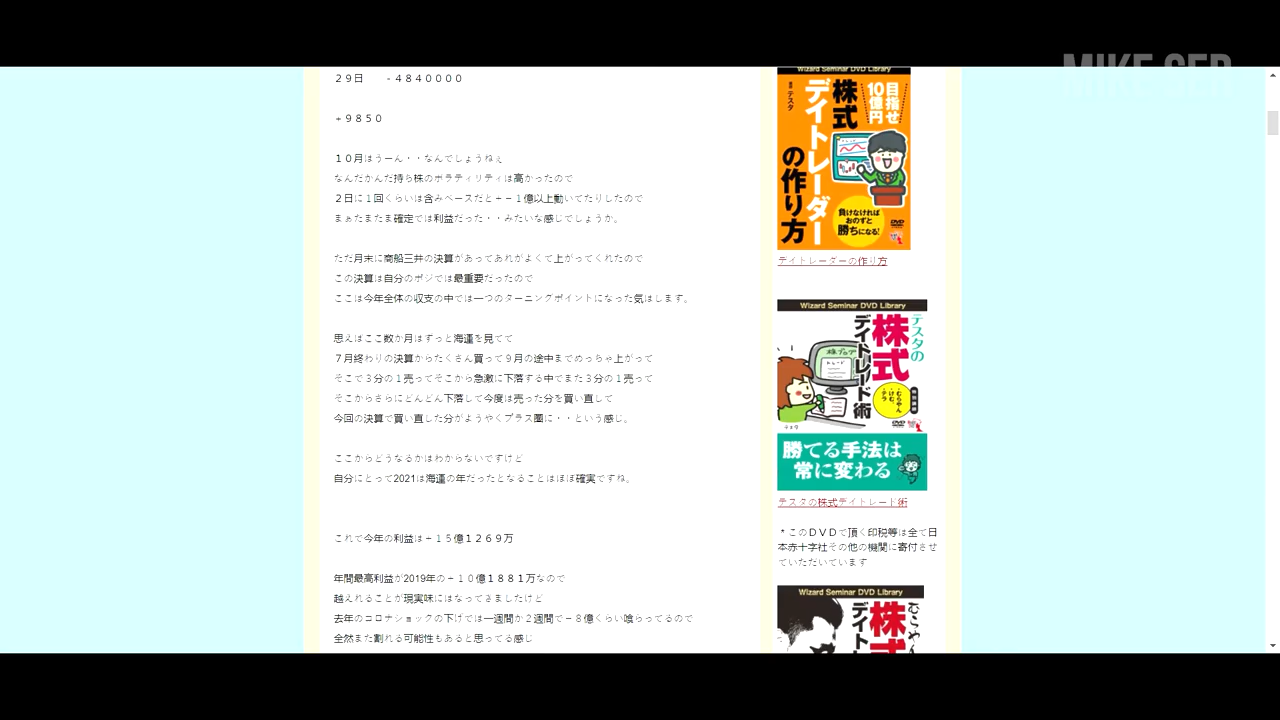 ２９日　　－４８４００００
＋９８５０
１０月はうーん・・なんでしょうねぇ
なんだかんだ持ち株のボラティリティは高かったので
２日に１回くらいは含みベースだと＋－１億以上動いてたりしたので
まぁたまたま確定では利益だった・・みたいな感じでしょうか。
ただ月末に商船三井の決算があってあれがよくて上がってくれたので
この決算は自分のポジでは最重要だったので
ここは今年全体の収支の中では一つのターニングポイントになった気はします。
思えばここ数か月はずっと海運を見てて
７月終わりの決算からたくさん買って９月の途中までめっちゃ上がって
そこで３分の１売ってそこから急激に下落する中でまた３分の１売って
そこからさらにどんどん下落して今度は売った分を買い直して
今回の決算で買い直した分がようやくプラス圏に・・という感じ。
ここからどうなるかはわからないですけど
自分にとって2021は海運の年だったとなることはほぼ確実ですね。
これで今年の利益は＋１５億１２６９万
年間最高利益が2019年の＋１０億１８８１万なので
越えれることが現実味にはなってきましたけど
去年のコロナショックの下げでは一週間か２週間で－８億くらい喰らってるので
全然また割れる可能性もあると思ってる感じ
MIKE GER
Wizard Seminar DVD Library
目指せ
10億円
株式
デイトレーダー
の作り方
テスタ
負けなければ
おのずと
勝ちになる!
DVD
デイトレーダーの作り方
Wizard Seminar DVD Library
テスタの
株式
デイトレード術
株ブログ
むらやん
けむ。
テラ
DVD
勝てる手法は
常に変わる
テスタの株式デイトレード術
＊このＤＶＤで頂く印税等は全て日
本赤十字社その他の機関に寄付させ
ていただいています
Wizard Seminar DVD Library
むらやん
株式
デイト